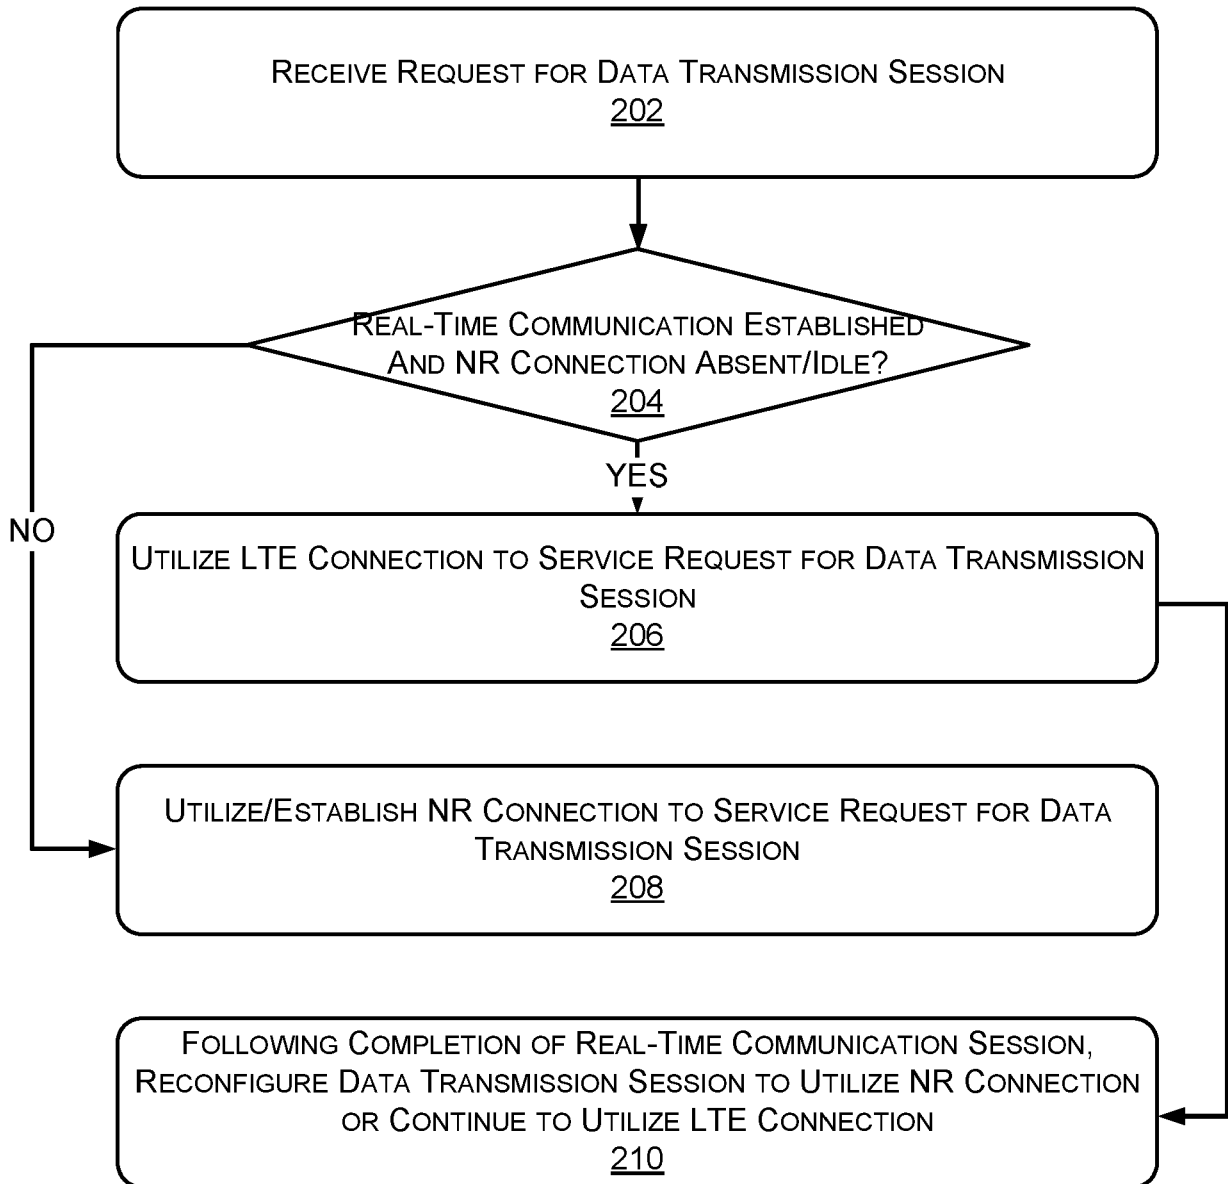 RECEIVE REQUEST FOR DATA TRANSMISSION SESSION
202
REAL-TIME COMMUNICATION ESTABLISHED
AND NR CONNECTION ABSENT/IDLE?
204
YES
NO
UTILIZE LTE CONNECTION TO SERVICE REQUEST FOR DATA TRANSMISSION
SESSION
206
UTILIZE/ESTABLISH NR CONNECTION TO SERVICE REQUEST FOR DATA
TRANSMISSION SESSION
208
FOLLOWING COMPLETION OF REAL-TIME COMMUNICATION SESSION,
RECONFIGURE DATA TRANSMISSION SESSION TO UTILIZE NR CONNECTION
OR CONTINUE TO UTILIZE LTE CONNECTION
210